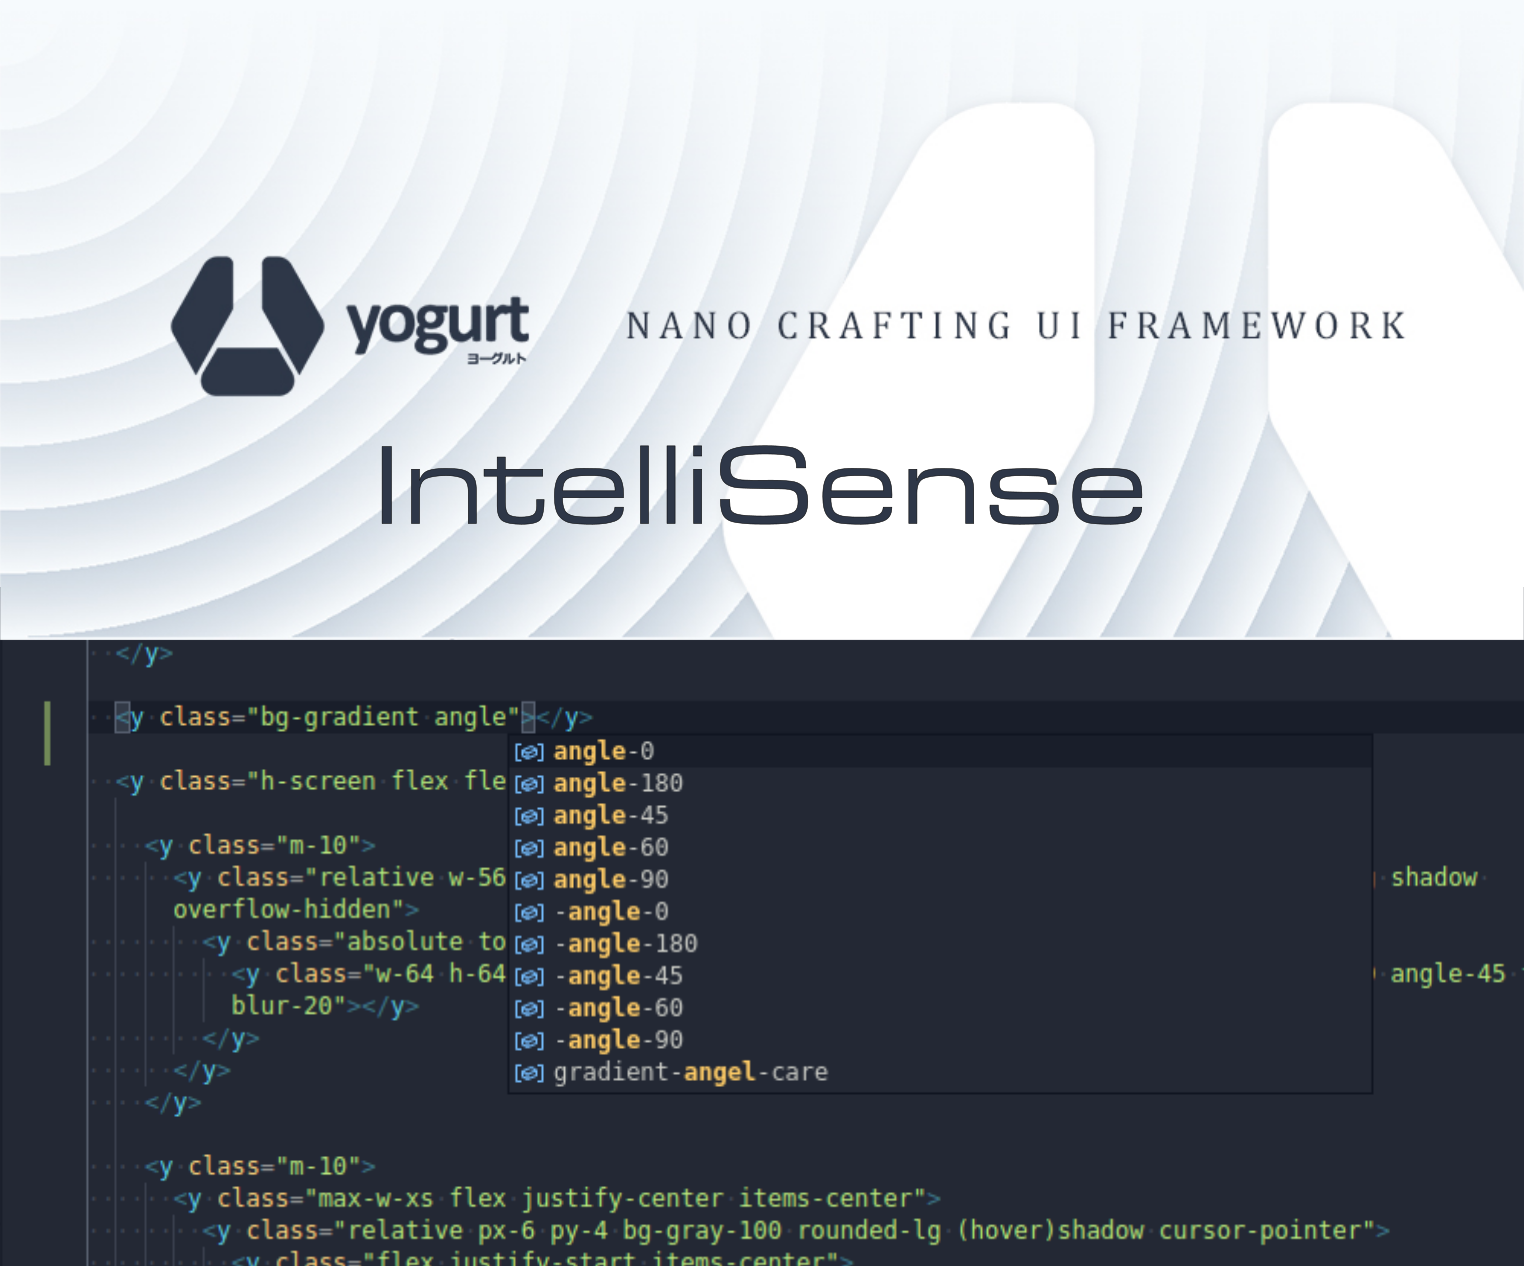 yogurt
ヨーグルト
NANO CRAFTING UI FRAMEWORK
IntelliSense
</y>
<y class="bg-gradient angle"></y>
angle-0
angle-180
<y class="h-screen flex fle
angle-45
<y class="m-10">
angle-60
<y class="relative w-56
angle-90
shadow
overflow-hidden">
-angle-0
<y class="absolute to
-angle-180
<y class="w-64 h-64
-angle-45
angle-45
blur-20"></y>
-angle-60
</y>
-angle-90
</y>
gradient-angel-care
</y>
<y class="m-10">
<y class="max-w-xs flex justify-center items-center">
<y class="relative px-6 py-4 bg-gray-100 rounded-lg (hover)shadow cursor-pointer">
<y class="flex justify-start items-center">